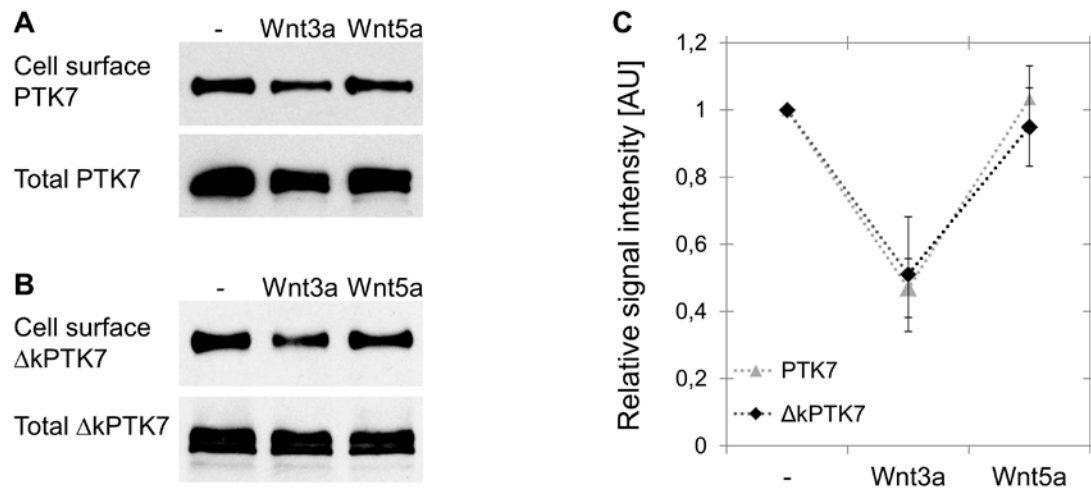 A
- Wnt3a Wnt5a
Cell surface
PTK7
Total PTK7
B
- Wnt3a Wnt5a
Cell surface
ΔkPTK7
Total ΔkPTK7
C
Relative signal intensity [AU]
1,2
1
0,8
0,6
0,4
0,2
0
PTK7
ΔkPTK7
- Wnt3a Wnt5a